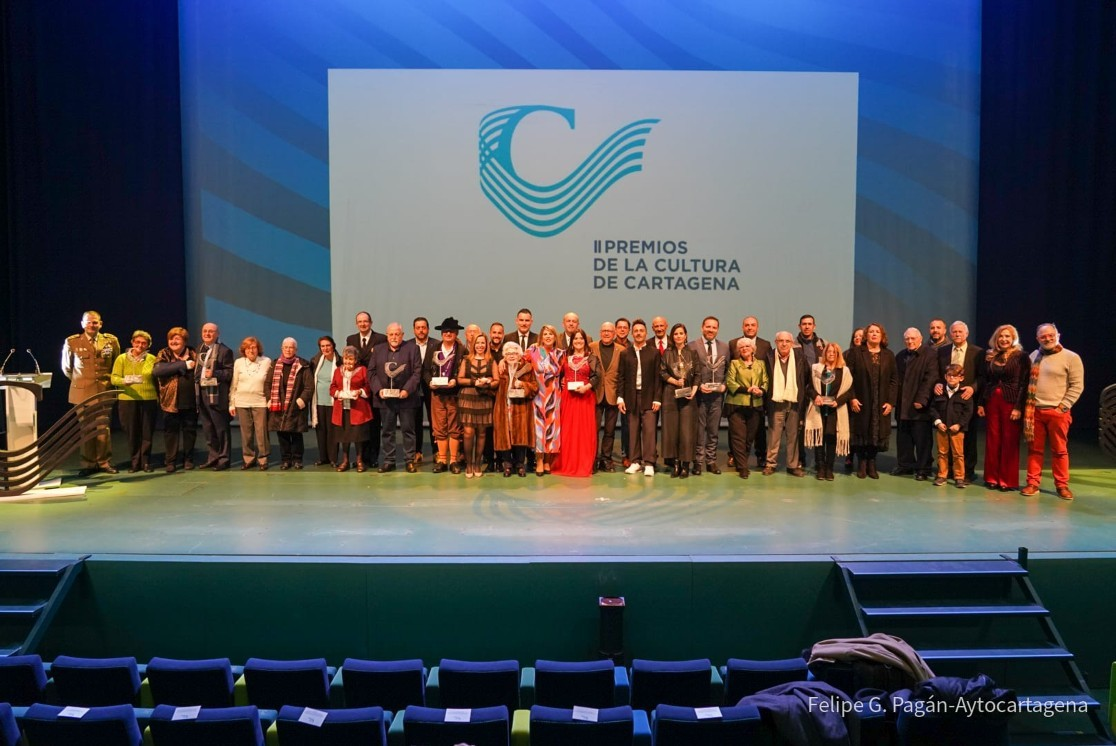 II PREMIOS
DE LA CULTURA
DE CARTAGENA
Felipe G. Pagán-Aytocartagena